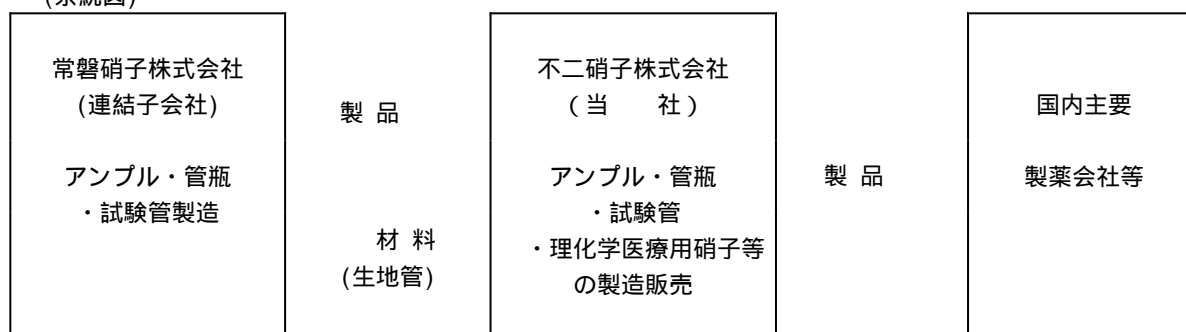 (系統図)
常磐硝子株式会社
(連結子会社)
アンプル・管瓶
・試験管製造
製 品
材 料
(生地管)
不二硝子株式会社
(当 社)
アンプル・管瓶
・試験管
・理化学医療用硝子等
の製造販売
製 品
国内主要
製薬会社等